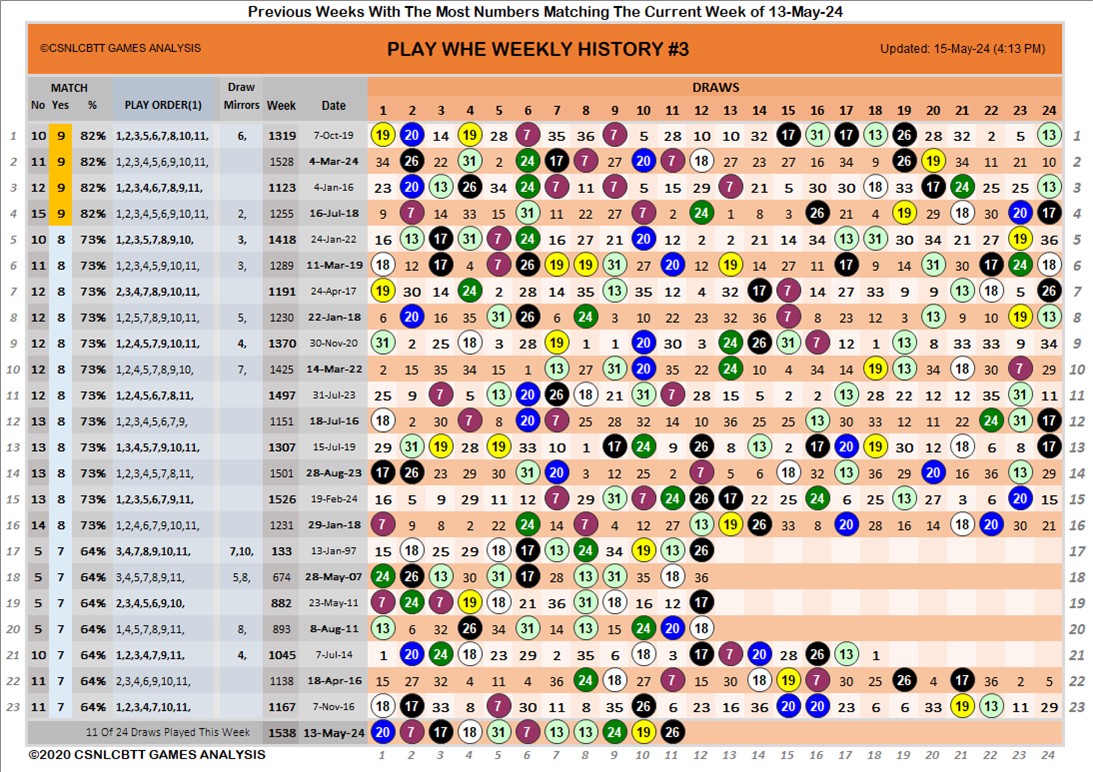 Previous Weeks With The Most Numbers Matching The Current Week of 13-May-24
©CSNLCBTT GAMES ANALYSIS PLAY WHE WEEKLY HISTORY #3 Updated: 15-May-24 (4:13 PM)
MATCH Draw DRAWS
No Yes % PLAY ORDER(1) Mirrors Week Date 1 2 3 4 5 6 7 8 9 10 11 12 13 14 15 16 17 18 19 20 21 22 23 24
1 10 9 82% 1,2,3,5,6,7,8,10,11, 6, 1319 7-Oct-19 19 20 14 19 28 7 35 36 7 5 28 10 10 32 17 31 17 13 26 28 32 2 5 13 1
2 11 9 82% 1,2,3,4,5,6,9,10,11, 1528 4-Mar-24 34 26 22 31 2 24 17 7 27 20 7 18 27 23 27 16 34 9 26 19 34 11 21 10 2
3 12 9 82% 1,2,3,4,6,7,8,9,11, 1123 4-Jan-16 23 20 13 26 34 24 7 11 7 5 15 29 7 21 5 30 30 18 33 17 24 25 25 13 3
4 15 9 82% 1,2,4,5,6,9,10,11, 2, 1255 16-Jul-18 9 7 14 33 15 31 11 22 27 7 2 24 1 8 3 26 21 4 19 29 18 30 20 17 4
5 10 8 73% 1,2,3,5,7,8,9,10, 3, 1418 24-Jan-22 16 13 17 31 7 24 16 27 21 20 12 2 2 21 14 34 13 31 30 34 21 27 19 36 5
6 11 8 73% 1,2,3,4,5,9,10,11, 3, 1289 11-Mar-19 18 12 17 4 7 26 19 19 31 27 20 12 19 14 27 11 17 9 14 31 30 17 24 18 6
7 12 8 73% 2,3,4,7,8,9,10,11, 1191 24-Apr-17 19 30 14 24 2 28 14 35 13 35 12 4 32 17 7 14 27 33 9 9 13 18 5 26 7
8 12 8 73% 1,2,5,7,8,9,10,11, 5, 1230 22-Jan-18 6 20 16 35 31 26 6 24 3 10 22 23 32 35 7 8 23 12 3 13 9 10 19 13 8
9 12 8 73% 1,2,4,5,7,9,10,11, 4, 1370 30-Nov-20 31 2 25 18 3 27 19 1 1 20 30 3 24 26 31 7 12 1 13 8 33 33 9 34 9
10 12 8 73% 1,2,4,5,7,8,9,10, 7, 1425 14-Mar-22 2 15 35 34 15 1 13 27 31 20 35 22 24 10 4 34 14 19 13 34 18 30 7 29 10
11 12 8 73% 1,2,4,5,6,7,8,11, 1497 31-Jul-23 25 9 7 5 13 20 26 18 21 31 7 28 15 5 2 2 13 28 22 12 12 35 31 11 11
12 13 8 73% 1,2,3,4,5,6,7,9, 1151 18-Jul-16 18 2 30 7 8 20 7 25 28 32 14 10 36 25 25 13 30 33 12 11 22 24 31 17 12
13 13 8 73% 1,3,4,5,7,9,10,11, 1307 15-Jul-19 29 31 19 28 19 33 10 1 17 24 9 26 14 13 2 17 20 19 30 12 18 6 8 17 13
14 13 8 73% 1,2,3,4,5,7,8,11, 1501 28-Aug-23 17 26 23 29 30 31 20 3 12 25 2 7 5 6 18 32 13 36 29 20 16 36 13 29 14
15 13 8 73% 1,2,3,5,6,7,9,11, 1526 19-Feb-24 16 5 9 29 11 12 7 29 31 7 24 26 17 22 25 24 6 25 13 27 3 6 20 15 15
16 14 8 73% 1,2,4,6,7,9,10,11, 1231 29-Jan-18 7 9 8 2 22 24 14 7 4 12 27 13 19 26 33 8 20 28 16 14 18 20 30 21 16
17 5 7 64% 3,4,7,8,9,10,11, 7,10, 133 13-Jan-97 15 18 25 29 18 17 13 24 34 19 13 26 17
18 5 7 64% 3,4,5,7,8,9,11, 5,8, 674 28-May-07 24 26 13 30 31 17 28 13 31 35 18 36 18
19 5 7 64% 2,3,4,5,6,9,10, 882 23-May-11 7 24 7 19 18 21 36 31 18 16 12 17 19
20 5 7 64% 1,4,5,7,8,9,11, 8, 893 8-Aug-11 13 6 32 26 34 31 14 13 15 24 20 18 20
21 10 7 64% 1,2,3,4,7,9,11, 4, 1045 7-Jul-14 1 20 24 18 23 29 2 35 6 18 3 17 7 20 28 26 13 1 21
22 11 7 64% 2,3,4,6,9,10,11, 1138 18-Apr-16 15 27 32 4 11 4 36 24 18 27 7 15 30 18 19 7 30 25 26 4 17 36 2 5 22
23 11 7 64% 1,2,3,4,7,10,11, 1167 7-Nov-16 18 17 33 8 7 30 11 8 35 26 6 23 16 36 20 20 23 6 6 33 19 13 11 29 23
11 Of 24 Draws Played This Week 1538 13-May-24 20 7 17 18 31 7 13 13 24 19 26
©2020 CSNLCBTT GAMES ANALYSIS 1 2 3 4 5 6 7 8 9 10 11 12 13 14 15 16 17 18 19 20 21 22 23 24